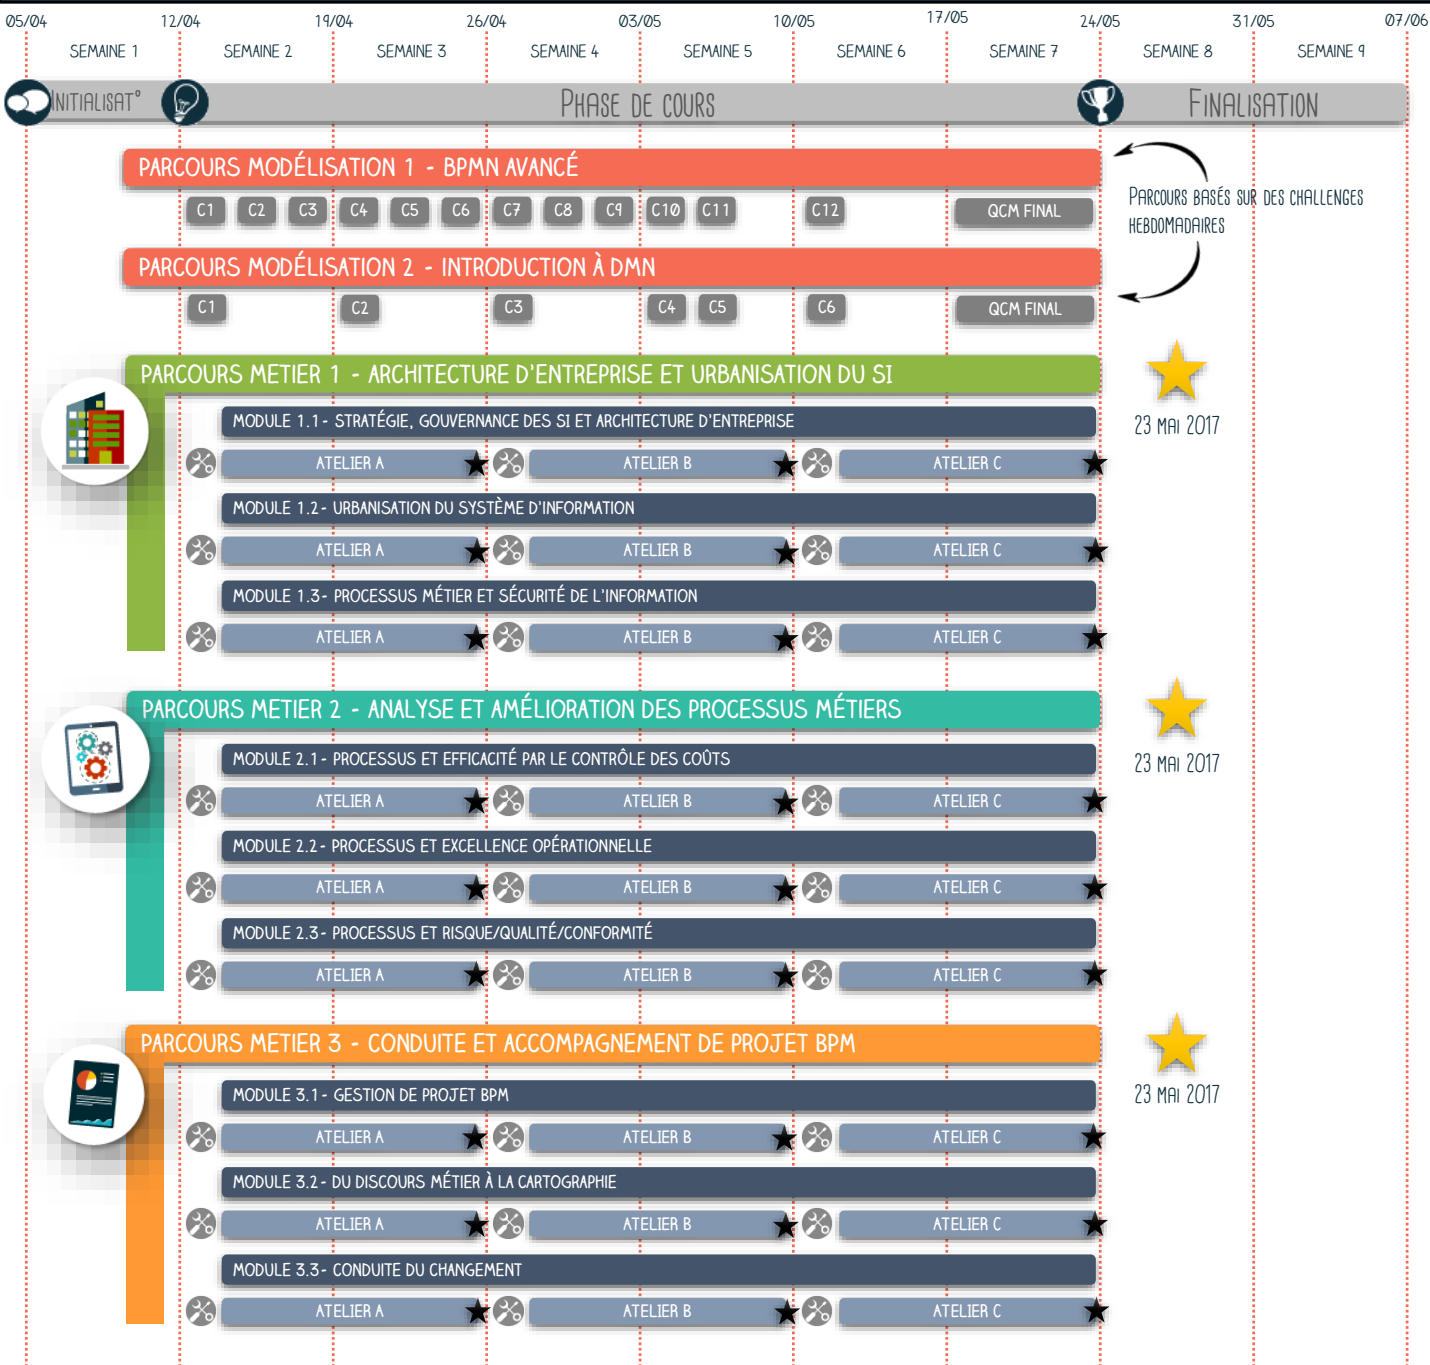 05/04 12/04 19/04 26/04 03/05 10/05 17/05 24/05 31/05 07/06
SEMAINE 1 SEMAINE 2 SEMAINE 3 SEMAINE 4 SEMAINE 5 SEMAINE 6 SEMAINE 7 SEMAINE 8 SEMAINE 9
INITIALISAT° PHASE DE COURS FINALISATION
PARCOURS MODÉLISATION 1 - BPMN AVANCÉ
C1 C2 C3 C4 C5 C6 C7 C8 C9 C10 C11 C12 QCM FINAL
PARCOURS BASÉS SUR DES CHALLENGES
HEBDOMADAIRES
PARCOURS MODÉLISATION 2 - INTRODUCTION À DMN
C1 C2 C3 C4 C5 C6 QCM FINAL
PARCOURS METIER 1 - ARCHITECTURE D'ENTREPRISE ET URBANISATION DU SI
23 MAI 2017
MODULE 1.1- STRATÉGIE, GOUVERNANCE DES SI ET ARCHITECTURE D'ENTREPRISE
ATELIER A ATELIER B ATELIER C
MODULE 1.2- URBANISATION DU SYSTÈME D'INFORMATION
ATELIER A ATELIER B ATELIER C
MODULE 1.3- PROCESSUS MÉTIER ET SÉCURITÉ DE L'INFORMATION
ATELIER A ATELIER B ATELIER C
PARCOURS METIER 2 - ANALYSE ET AMÉLIORATION DES PROCESSUS MÉTIERS
23 MAI 2017
MODULE 2.1- PROCESSUS ET EFFICACITÉ PAR LE CONTRÔLE DES COÛTS
ATELIER A ATELIER B ATELIER C
MODULE 2.2- PROCESSUS ET EXCELLENCE OPÉRATIONNELLE
ATELIER A ATELIER B ATELIER C
MODULE 2.3- PROCESSUS ET RISQUE/QUALITÉ/CONFORMITÉ
ATELIER A ATELIER B ATELIER C
PARCOURS METIER 3 - CONDUITE ET ACCOMPAGNEMENT DE PROJET BPM
23 MAI 2017
MODULE 3.1- GESTION DE PROJET BPM
ATELIER A ATELIER B ATELIER C
MODULE 3.2- DU DISCOURS MÉTIER À LA CARTOGRAPHIE
ATELIER A ATELIER B ATELIER C
MODULE 3.3- CONDUITE DU CHANGEMENT
ATELIER A ATELIER B ATELIER C